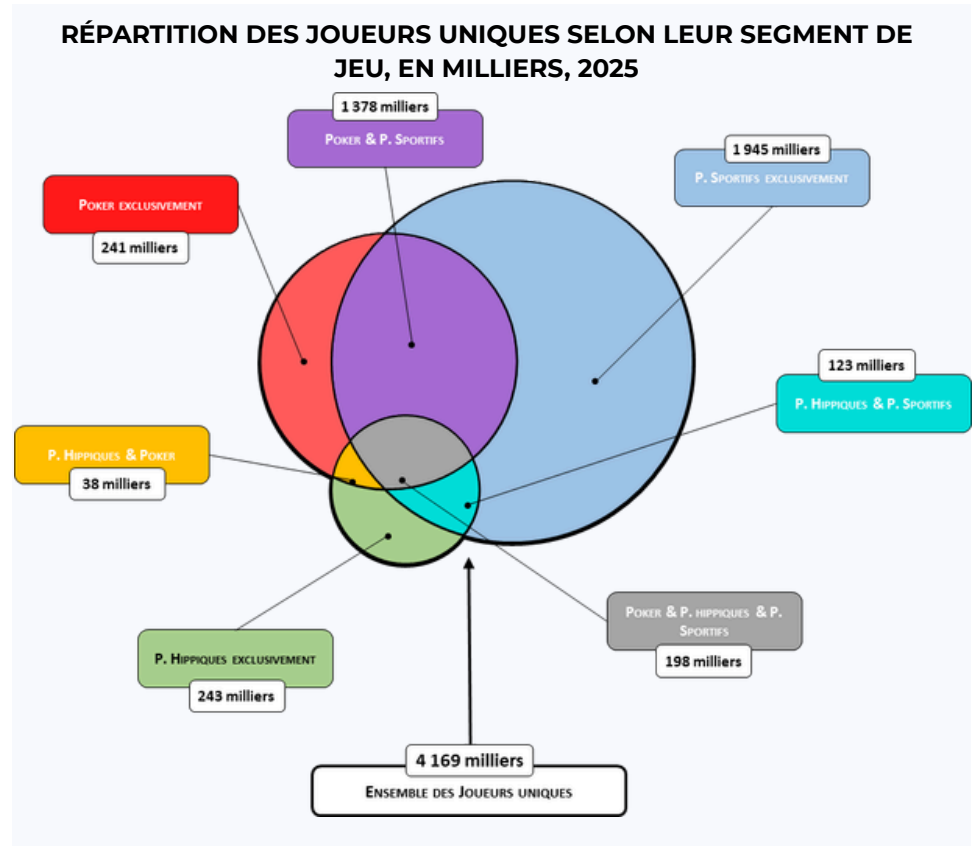 RÉPARTITION DES JOUEURS UNIQUES SELON LEUR SEGMENT DE
JEU, EN MILLIERS, 2025
1 378 milliers
POKER & P. SPORTIFS
1 945 milliers
P. SPORTIFS EXCLUSIVEMENT
POKER EXCLUSIVEMENT
241 milliers
123 milliers
P. HIPPIQUES & P. SPORTIFS
P. HIPPIQUES & POKER
38 milliers
POKER & P. HIPPIQUES & P.
SPORTIFS
198 milliers
P. HIPPIQUES EXCLUSIVEMENT
243 milliers
4 169 milliers
ENSEMBLE DES JOUEURS UNIQUES